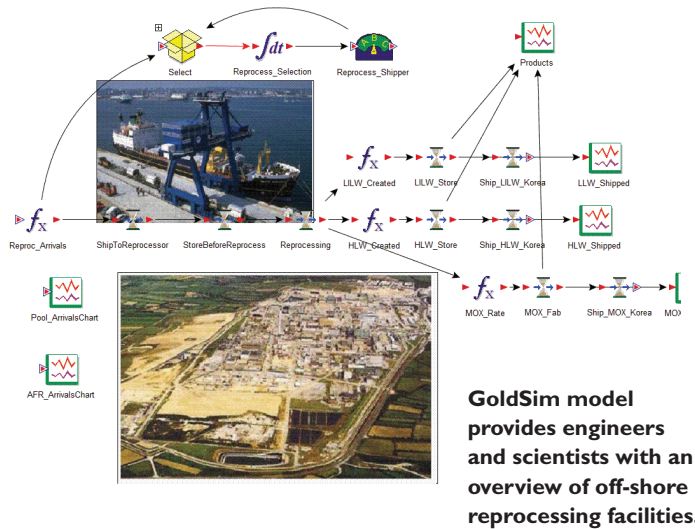 Select
Reprocess_Selection
Reprocess_Shipper
A B C
Products
LILW_Created
LILW_Store
Ship_LILW_Korea
LLW_Shipped
Reproc_Arrivals
ShipToReprocessor
StoreBeforeReprocess
Reprocessing
HLW_Created
HLW_Store
Ship_HLW_Korea
HLW_Shipped
Pool_ArrivalsChart
MOX_Rate
MOX_Fab
Ship_MOX_Korea
MOX
AFR_ArrivalsChart
GoldSim model
provides engineers
and scientists with an
overview of off-shore
reprocessing facilities